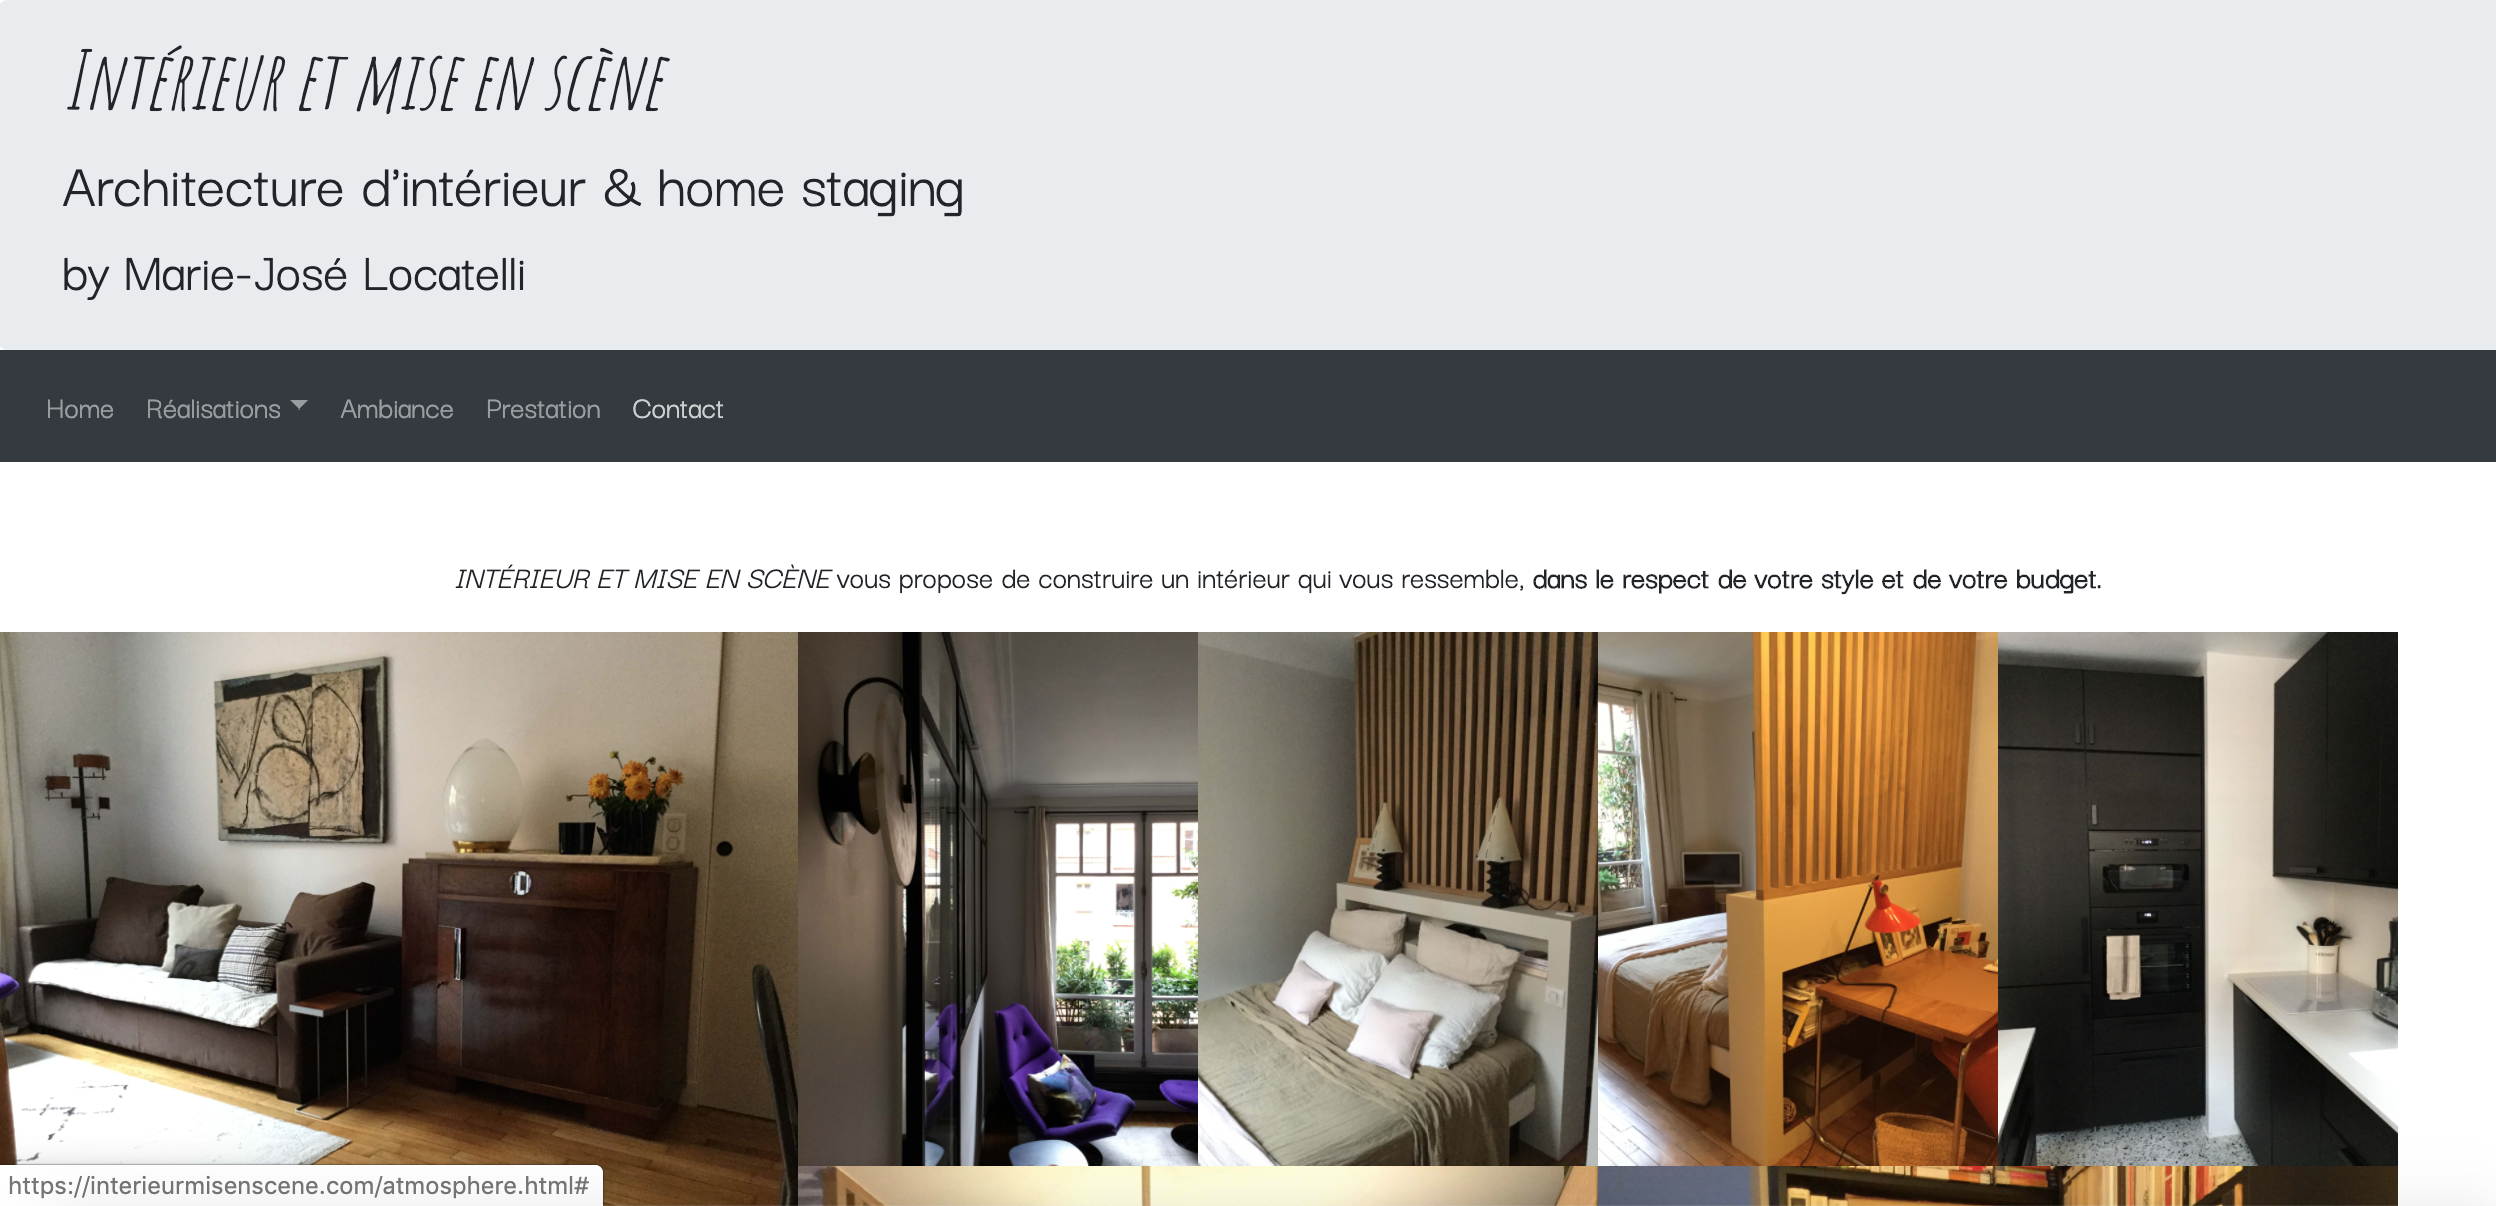 Intérieur et mise en scène
Architecture d'intérieur & home staging
by Marie-José Locatelli
Home Réalisations Ambiance Prestation Contact
INTÉRIEUR ET MISE EN SCÈNE vous propose de construire un intérieur qui vous ressemble, dans le respect de votre style et de votre budget.
https://interieurmisenscene.com/atmosphere.html#